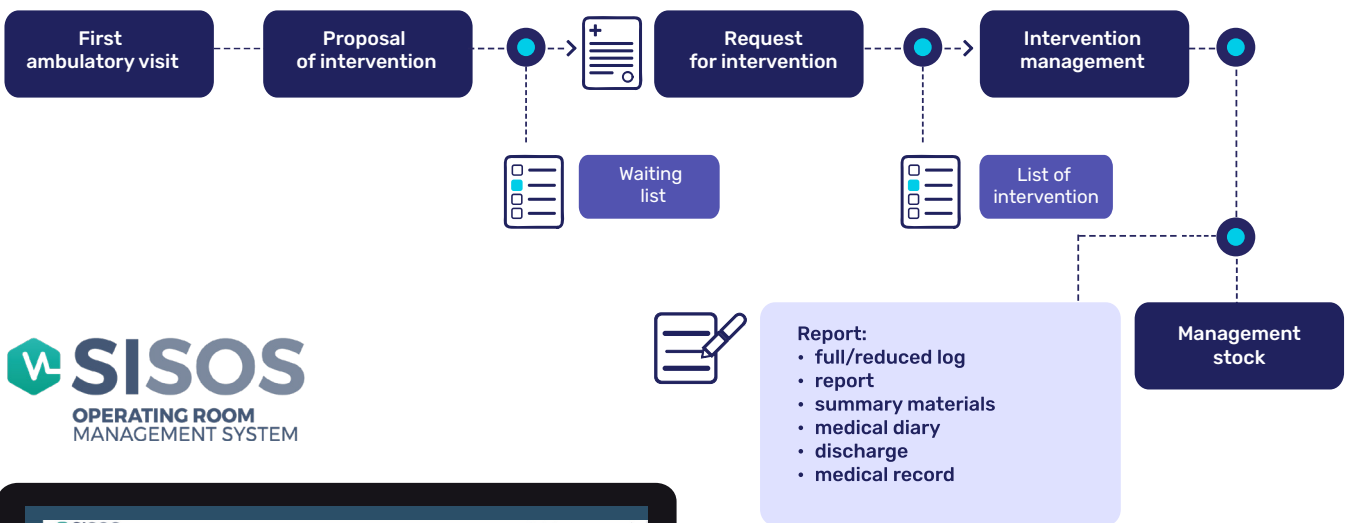 First
ambulatory visit
Proposal
of intervention
Request
for intervention
Intervention
management
Waiting
list
List of
intervention
Report:
• full/reduced log
• report
• summary materials
• medical diary
• discharge
• medical record
Management
stock
SISOS
OPERATING ROOM
MANAGEMENT SYSTEM